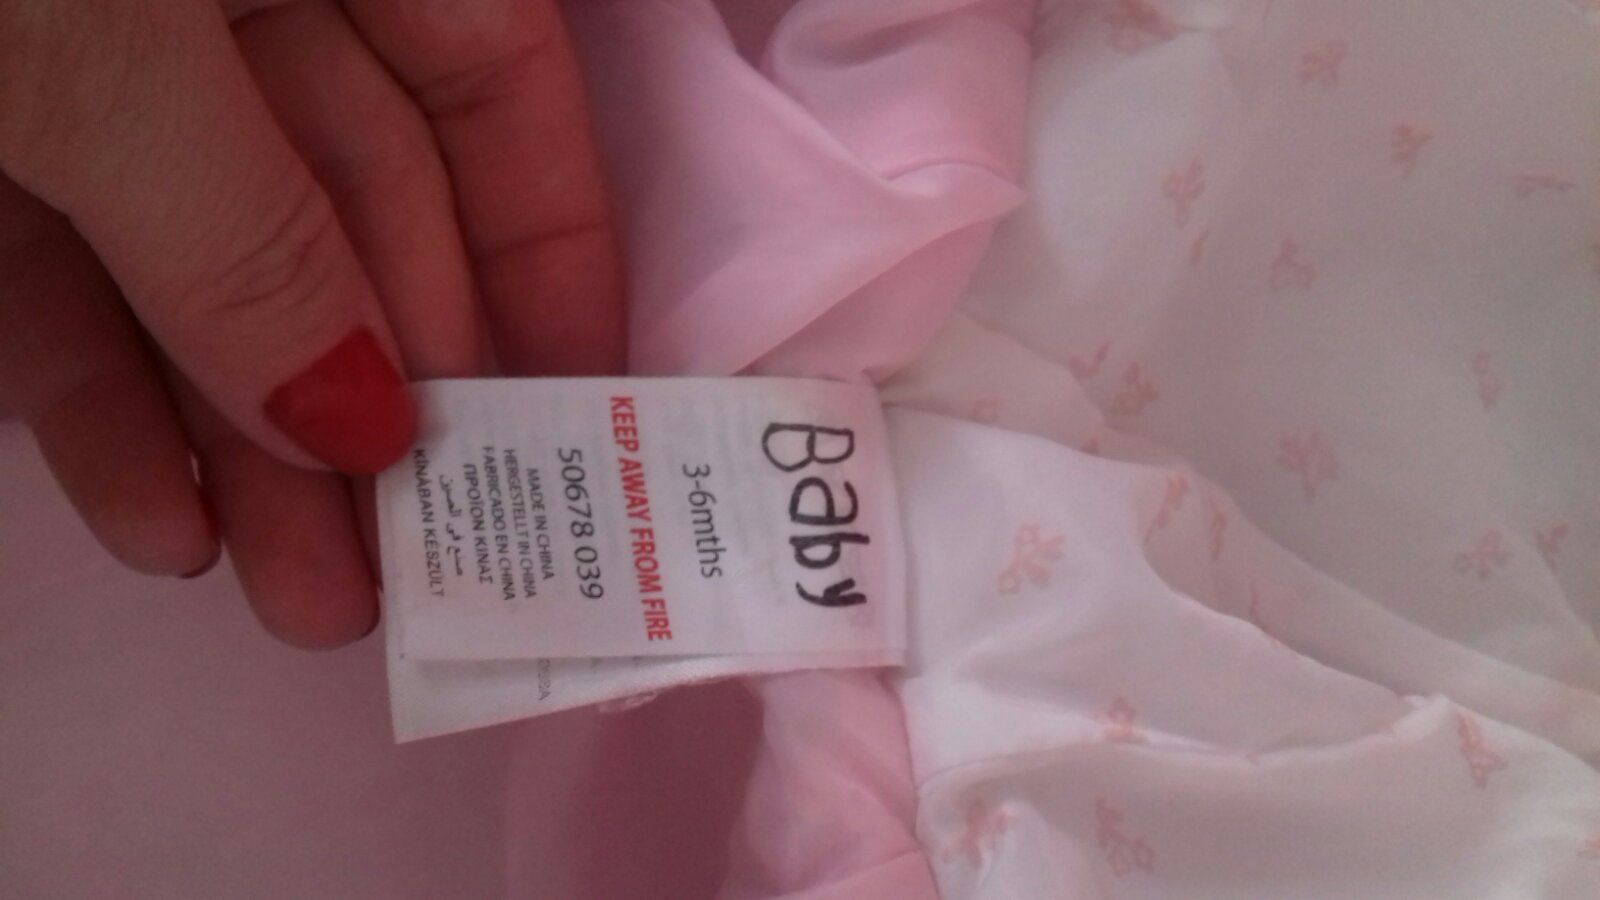 Baby
3-6mths
KEEP AWAY FROM FIRE
50678 039
MADE IN CHINA
HERGESTELLT IN CHINA
FABRICADO EN CHINA
ΠΡΟΪΟΝ ΚΙΝΑΣ
صنع في الصين
KÍNÁBAN KÉSZÜLT